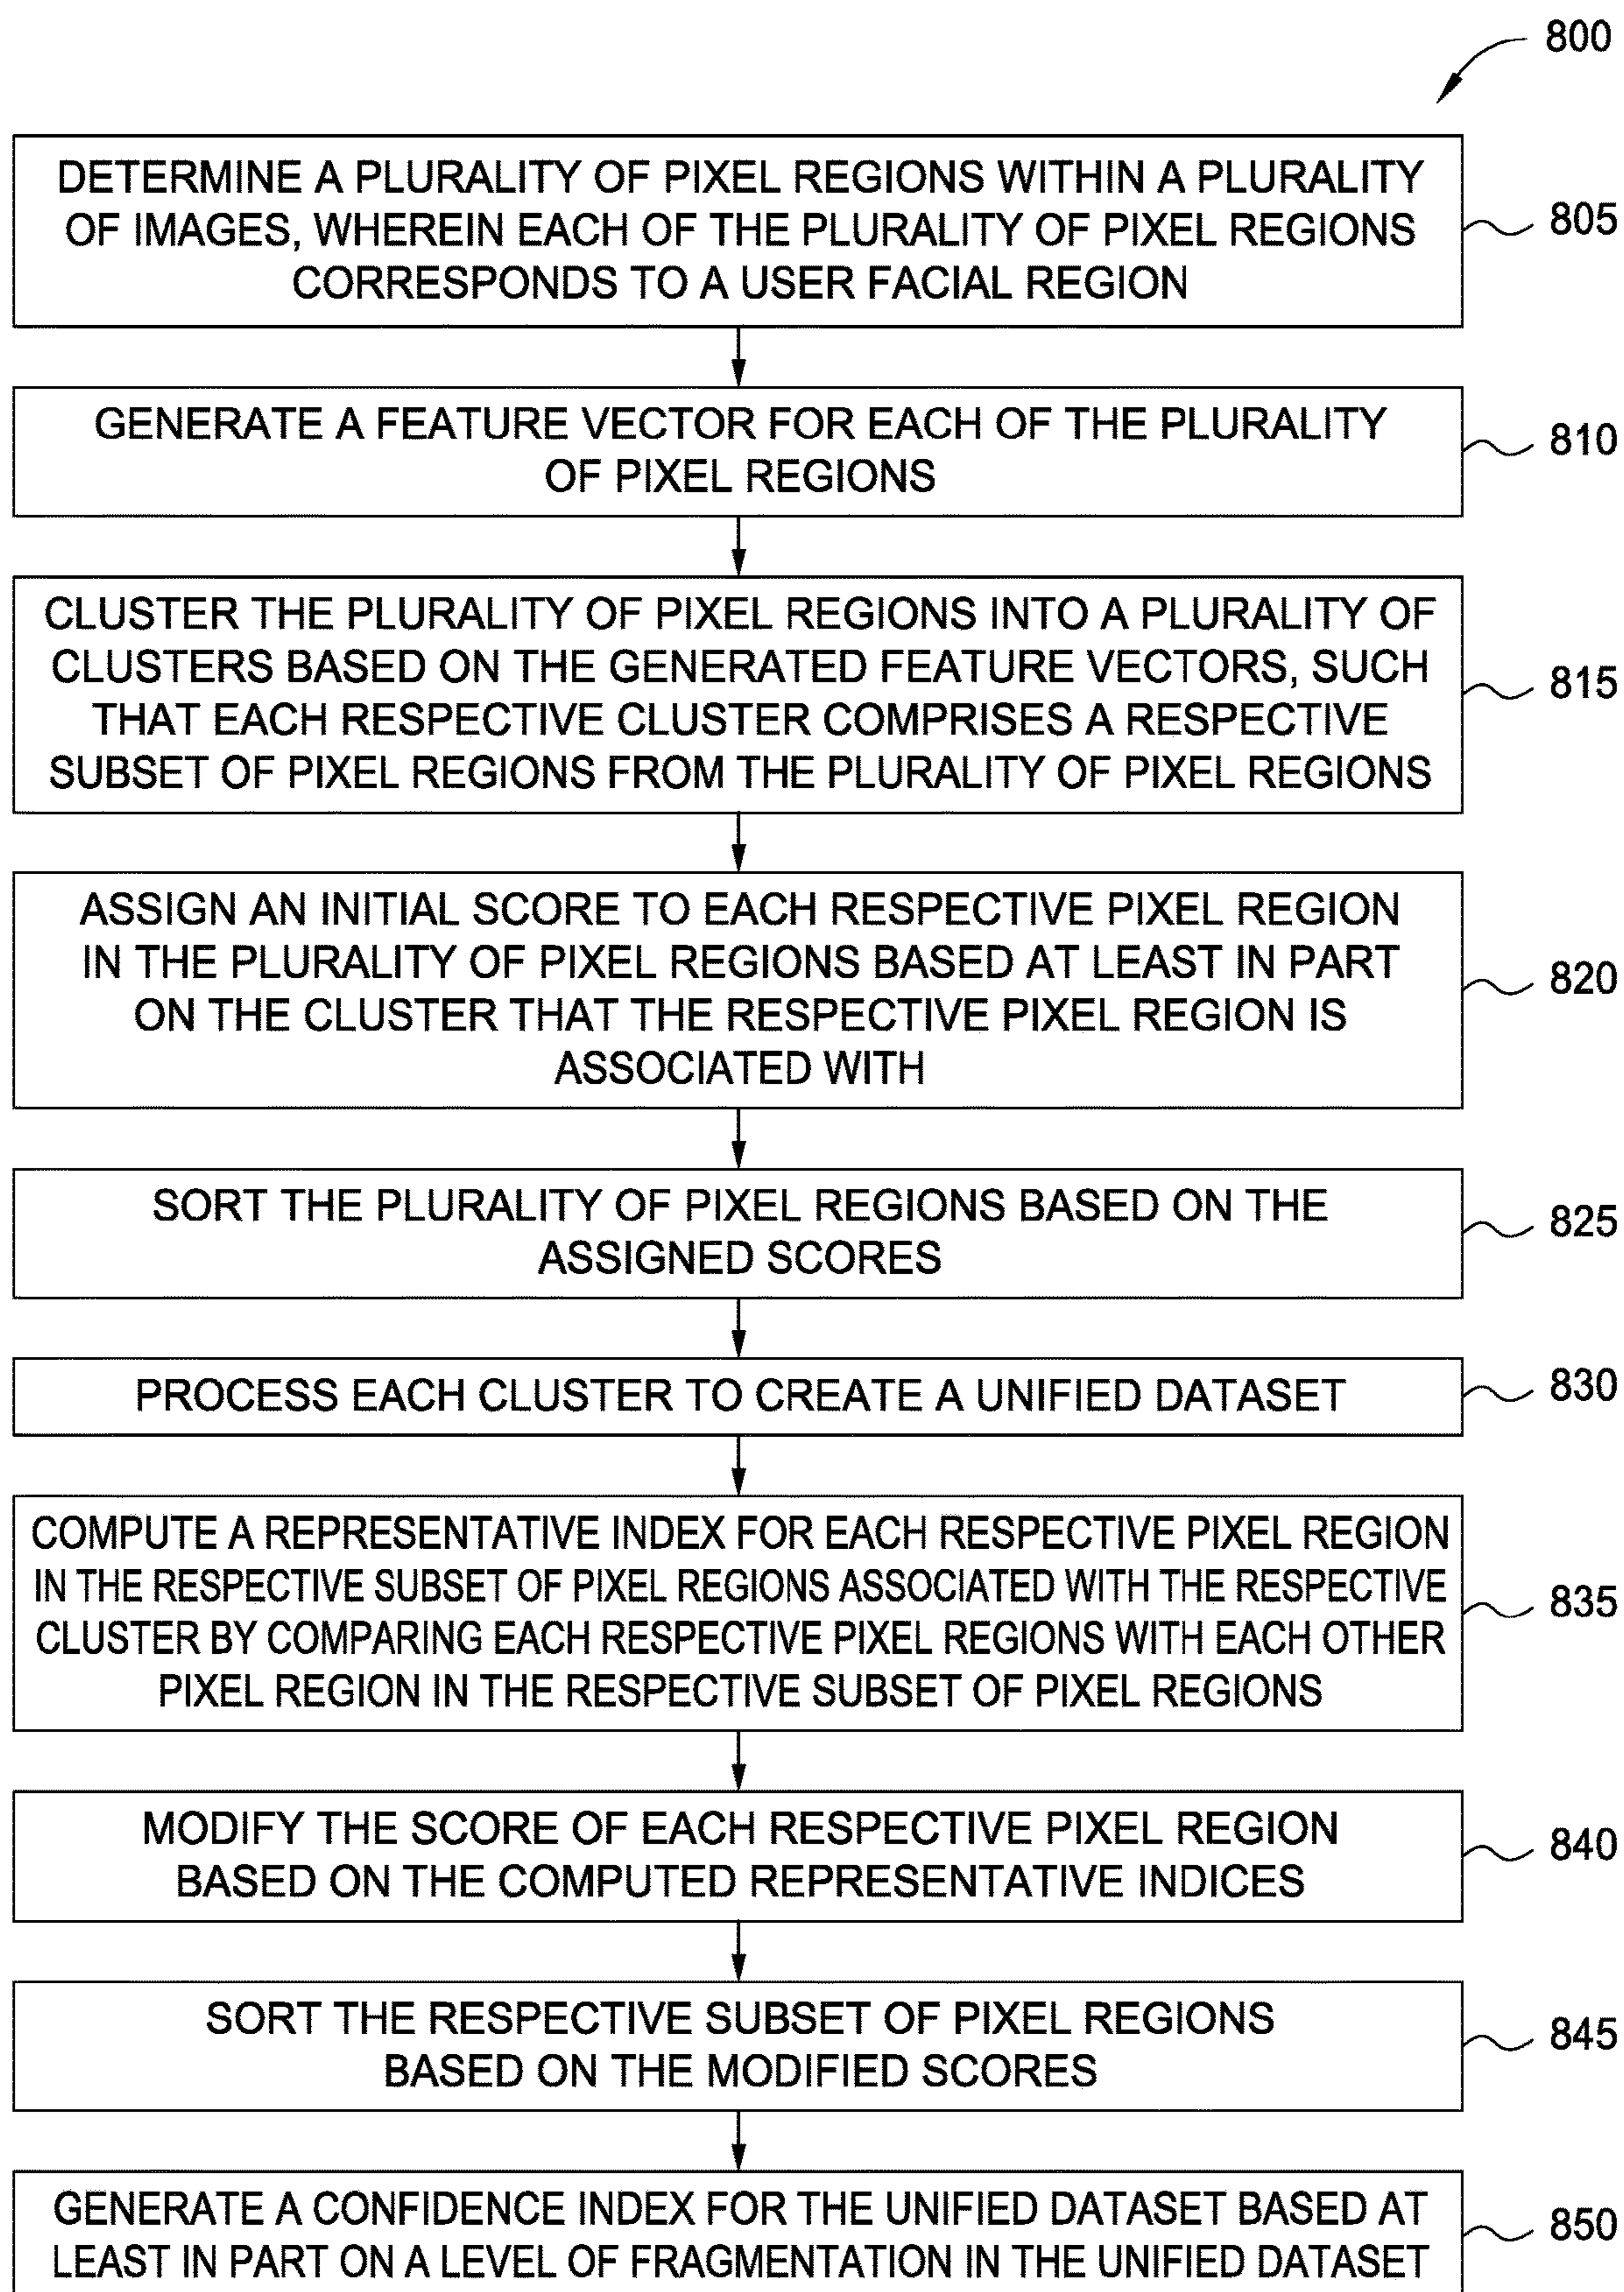 800
DETERMINE A PLURALITY OF PIXEL REGIONS WITHIN A PLURALITY
OF IMAGES, WHEREIN EACH OF THE PLURALITY OF PIXEL REGIONS
CORRESPONDS TO A USER FACIAL REGION
805
GENERATE A FEATURE VECTOR FOR EACH OF THE PLURALITY
OF PIXEL REGIONS
810
CLUSTER THE PLURALITY OF PIXEL REGIONS INTO A PLURALITY OF
CLUSTERS BASED ON THE GENERATED FEATURE VECTORS, SUCH
THAT EACH RESPECTIVE CLUSTER COMPRISES A RESPECTIVE
SUBSET OF PIXEL REGIONS FROM THE PLURALITY OF PIXEL REGIONS
815
ASSIGN AN INITIAL SCORE TO EACH RESPECTIVE PIXEL REGION
IN THE PLURALITY OF PIXEL REGIONS BASED AT LEAST IN PART
ON THE CLUSTER THAT THE RESPECTIVE PIXEL REGION IS
ASSOCIATED WITH
820
SORT THE PLURALITY OF PIXEL REGIONS BASED ON THE
ASSIGNED SCORES
825
PROCESS EACH CLUSTER TO CREATE A UNIFIED DATASET
830
COMPUTE A REPRESENTATIVE INDEX FOR EACH RESPECTIVE PIXEL REGION
IN THE RESPECTIVE SUBSET OF PIXEL REGIONS ASSOCIATED WITH THE RESPECTIVE
CLUSTER BY COMPARING EACH RESPECTIVE PIXEL REGIONS WITH EACH OTHER
PIXEL REGION IN THE RESPECTIVE SUBSET OF PIXEL REGIONS
835
MODIFY THE SCORE OF EACH RESPECTIVE PIXEL REGION
BASED ON THE COMPUTED REPRESENTATIVE INDICES
840
SORT THE RESPECTIVE SUBSET OF PIXEL REGIONS
BASED ON THE MODIFIED SCORES
845
GENERATE A CONFIDENCE INDEX FOR THE UNIFIED DATASET BASED AT
LEAST IN PART ON A LEVEL OF FRAGMENTATION IN THE UNIFIED DATASET
850